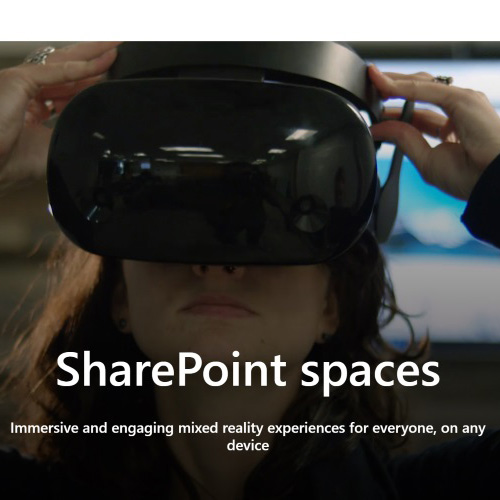 SharePoint spaces
Immersive and engaging mixed reality experiences for everyone, on any
device